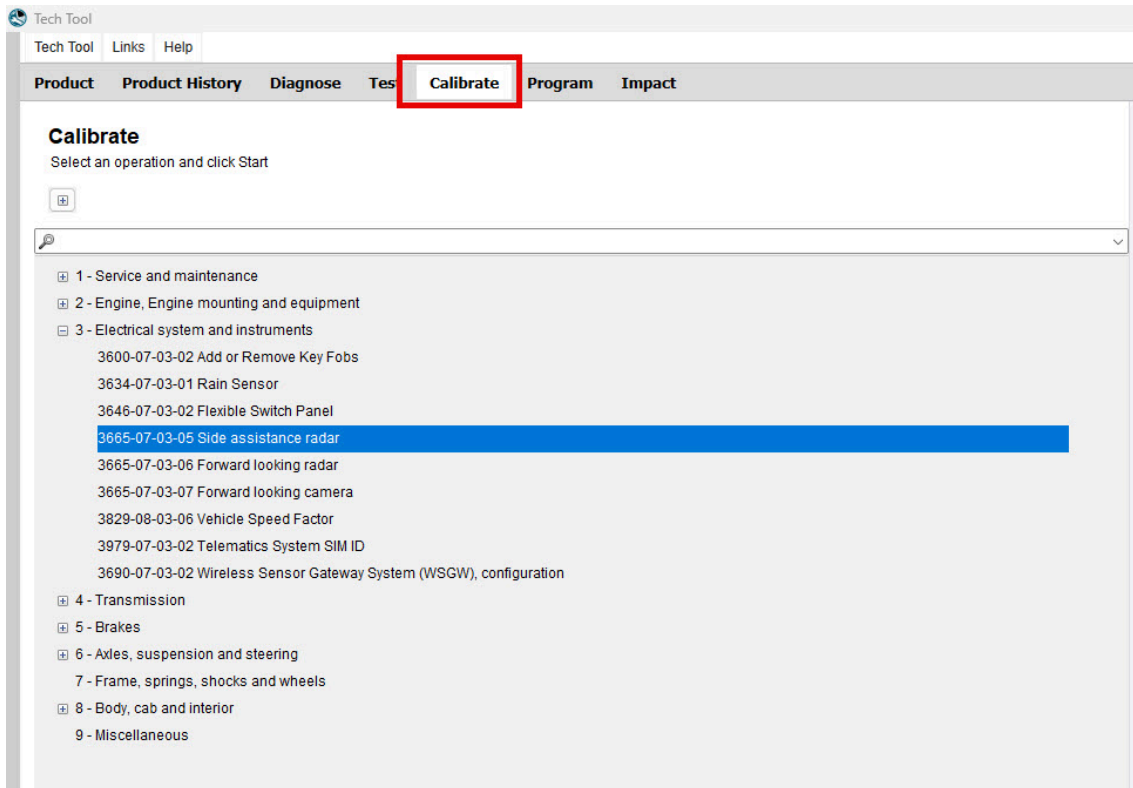 Tech Tool
Tech Tool Links Help
Product Product History Diagnose Test Calibrate Program Impact
Calibrate
Select an operation and click Start
1 - Service and maintenance
2 - Engine, Engine mounting and equipment
3 - Electrical system and instruments
3600-07-03-02 Add or Remove Key Fobs
3634-07-03-01 Rain Sensor
3646-07-03-02 Flexible Switch Panel
3665-07-03-05 Side assistance radar
3665-07-03-06 Forward looking radar
3665-07-03-07 Forward looking camera
3829-08-03-06 Vehicle Speed Factor
3979-07-03-02 Telematics System SIM ID
3690-07-03-02 Wireless Sensor Gateway System (WSGW), configuration
4 - Transmission
5 - Brakes
6 - Axles, suspension and steering
7 - Frame, springs, shocks and wheels
8 - Body, cab and interior
9 - Miscellaneous